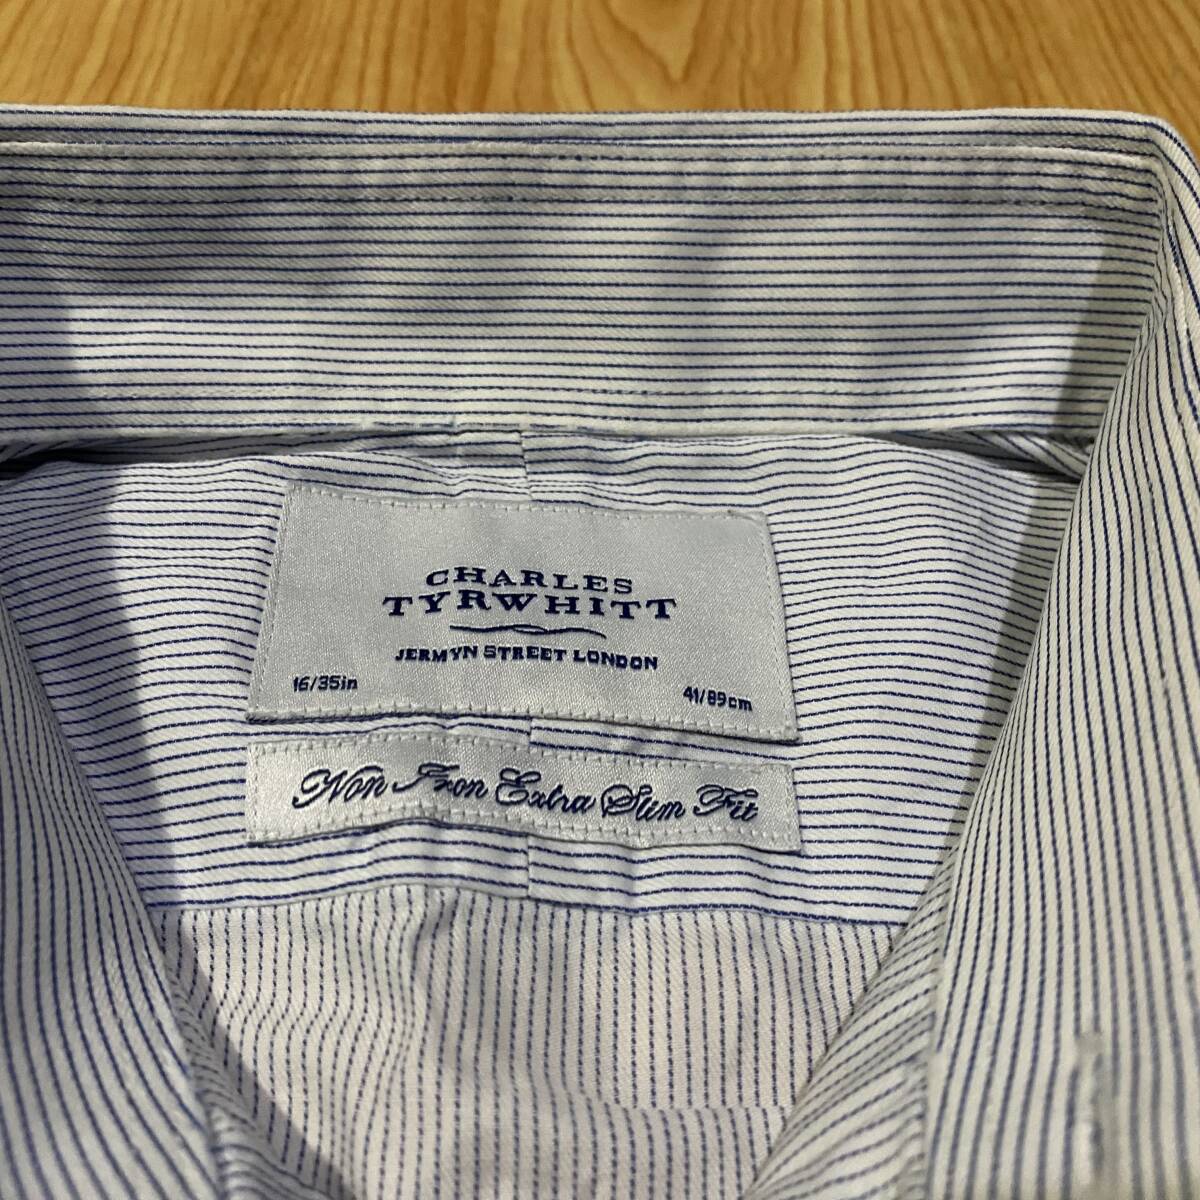 CHARLES
TYRWHITT
JERMYN STREET LONDON
16/35in
41/89cm
Non Iron Extra Slim Fit